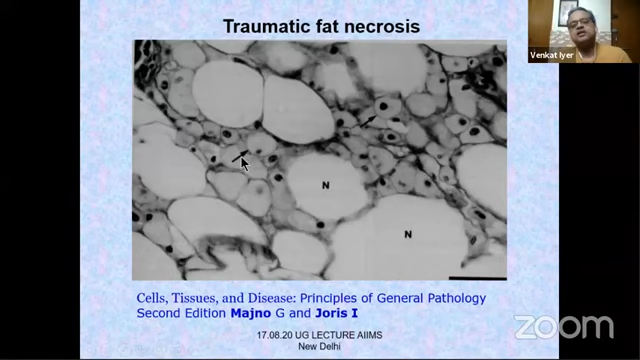 Traumatic fat necrosis
Venkat Iyer
N
N
Cells, Tissues, and Disease: Principles of General Pathology
Second Edition Majno G and Joris I
17.08.20 UG LECTURE AIIMS
New Delhi
zoom